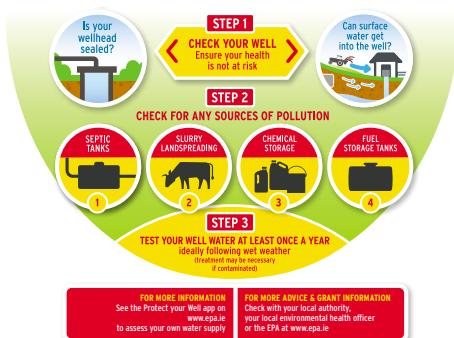 Is your
wellhead
sealed?
STEP 1
CHECK YOUR WELL
Ensure your health
is not at risk
Can surface
water get
into the well?
STEP 2
CHECK FOR ANY SOURCES OF POLLUTION
SEPTIC
TANKS
1
SLURRY
LANDSPREADING
2
CHEMICAL
STORAGE
3
FUEL
STORAGE TANKS
4
STEP 3
TEST YOUR WELL WATER AT LEAST ONCE A YEAR
ideally following wet weather
(treatment may be necessary
if contaminated)
FOR MORE INFORMATION
See the Protect your Well app on
www.epa.ie
to assess your own water supply
FOR MORE ADVICE & GRANT INFORMATION
Check with your local authority,
your local environmental health officer
or the EPA at www.epa.ie